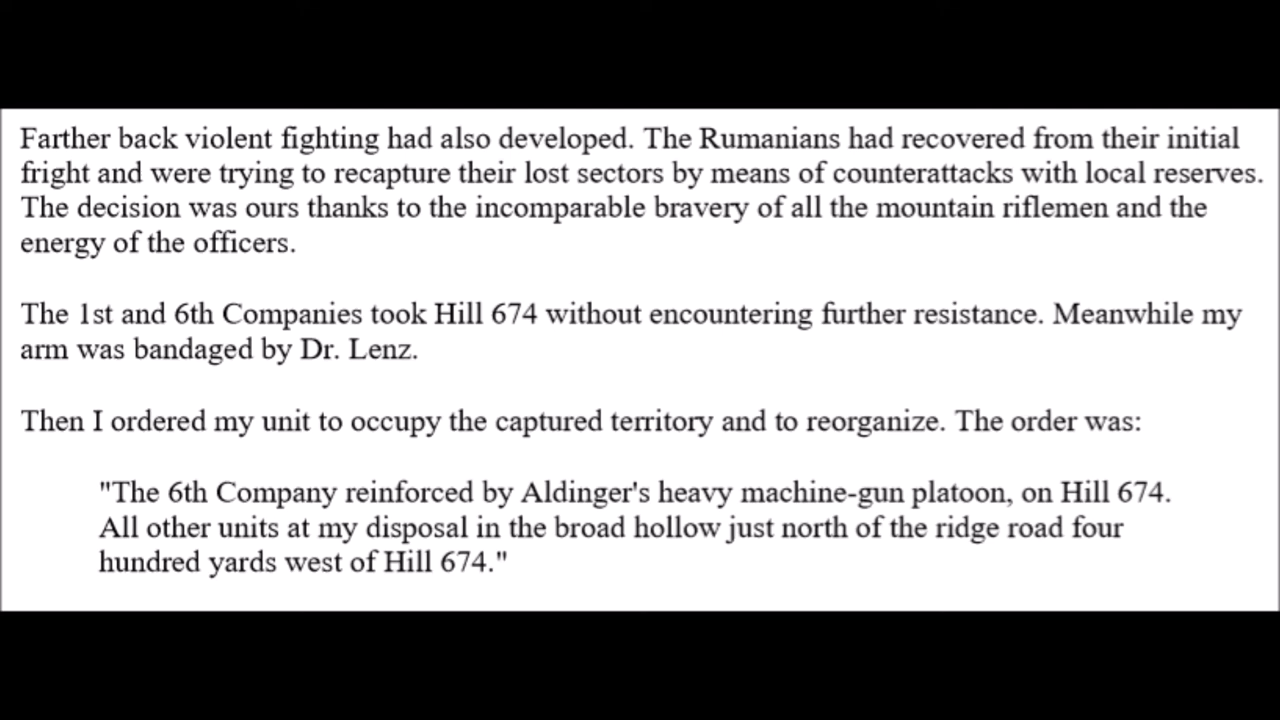 Farther back violent fighting had also developed. The Rumanians had recovered from their initial
fright and were trying to recapture their lost sectors by means of counterattacks with local reserves.
The decision was ours thanks to the incomparable bravery of all the mountain riflemen and the
energy of the officers.
The 1st and 6th Companies took Hill 674 without encountering further resistance. Meanwhile my
arm was bandaged by Dr. Lenz.
Then I ordered my unit to occupy the captured territory and to reorganize. The order was:
"The 6th Company reinforced by Aldinger's heavy machine-gun platoon, on Hill 674.
All other units at my disposal in the broad hollow just north of the ridge road four
hundred yards west of Hill 674."